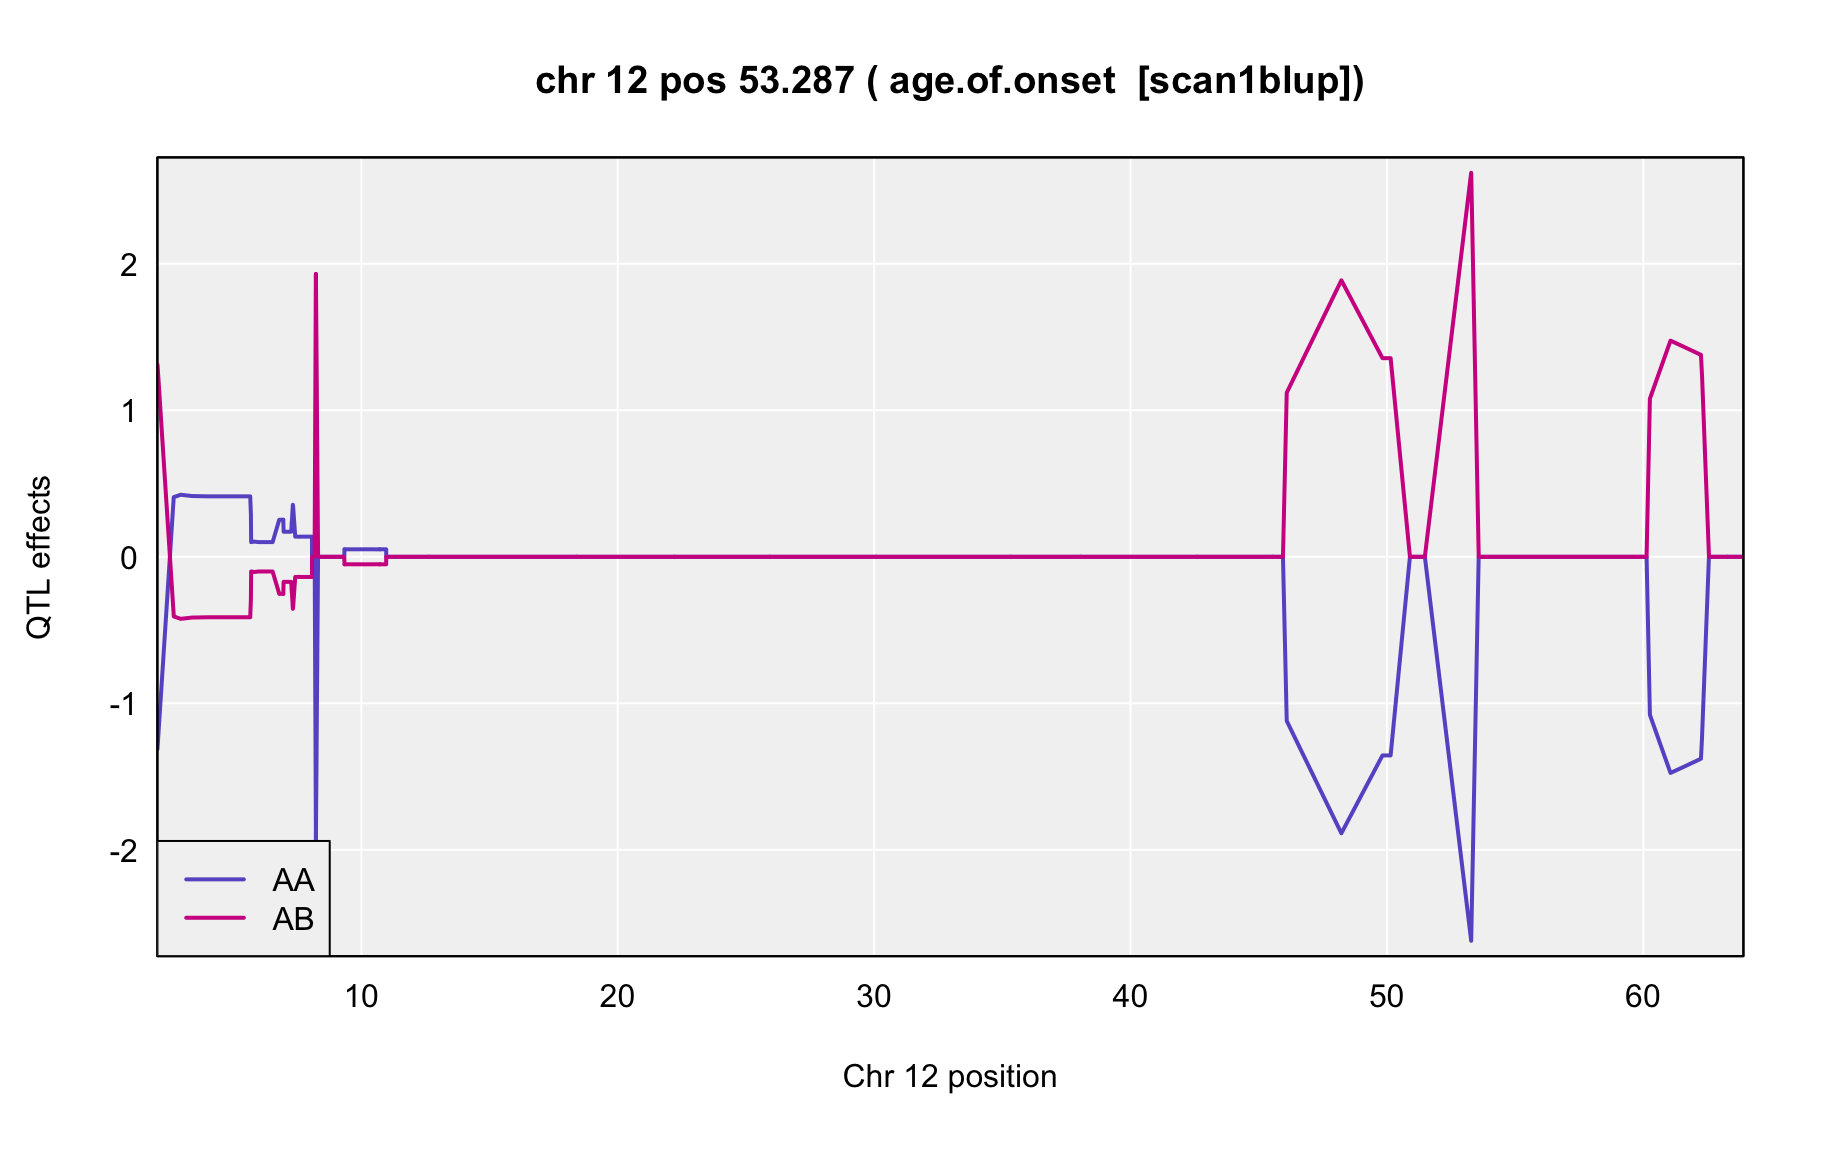 chr 12 pos 53.287 ( age.of.onset  [scan1blup])
QTL effects
2
1
0
-1
-2
AA
AB
10 20 30 40 50 60
Chr 12 position